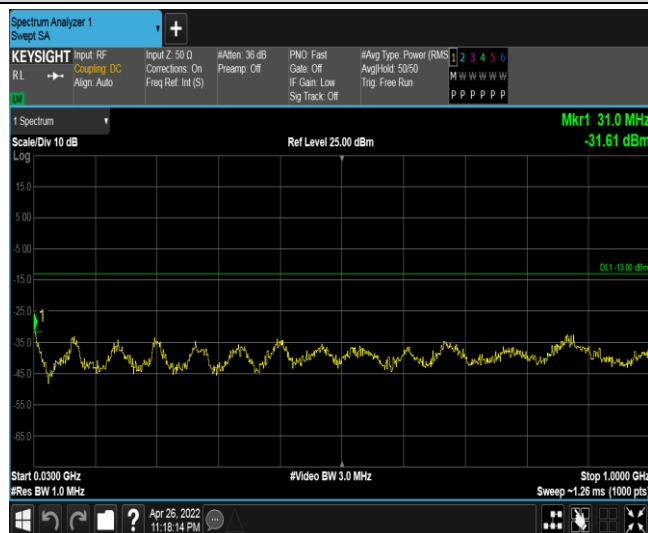 Spectrum Analyzer 1
Swept SA
+
KEYSIGHT
RL
Input: RF
Coupling: DC
Align: Auto
Input Z: 50 Ω
Corrections: On
Freq Ref: Int (S)
#Atten: 36 dB
Preamp: Off
PNO: Fast
Gate: Off
IF Gain: Low
Sig Track: Off
#Avg Type: Power (RMS
Avg|Hold: 50/50
Trig: Free Run
1 2 3 4 5 6
M W W W W W
P P P P P P
1 Spectrum
Mkr1 31.0 MHz
Scale/Div 10 dB
Ref Level 25.00 dBm
-31.61 dBm
Log
15.0
5.00
-5.00
DL1 -13.00 dBm
-15.0
-25.0
1
-35.0
-45.0
-55.0
-65.0
Start 0.0300 GHz
#Video BW 3.0 MHz
Stop 1.0000 GHz
#Res BW 1.0 MHz
Sweep ~1.26 ms (1000 pts)
?
Apr 26, 2022
11:18:14 PM